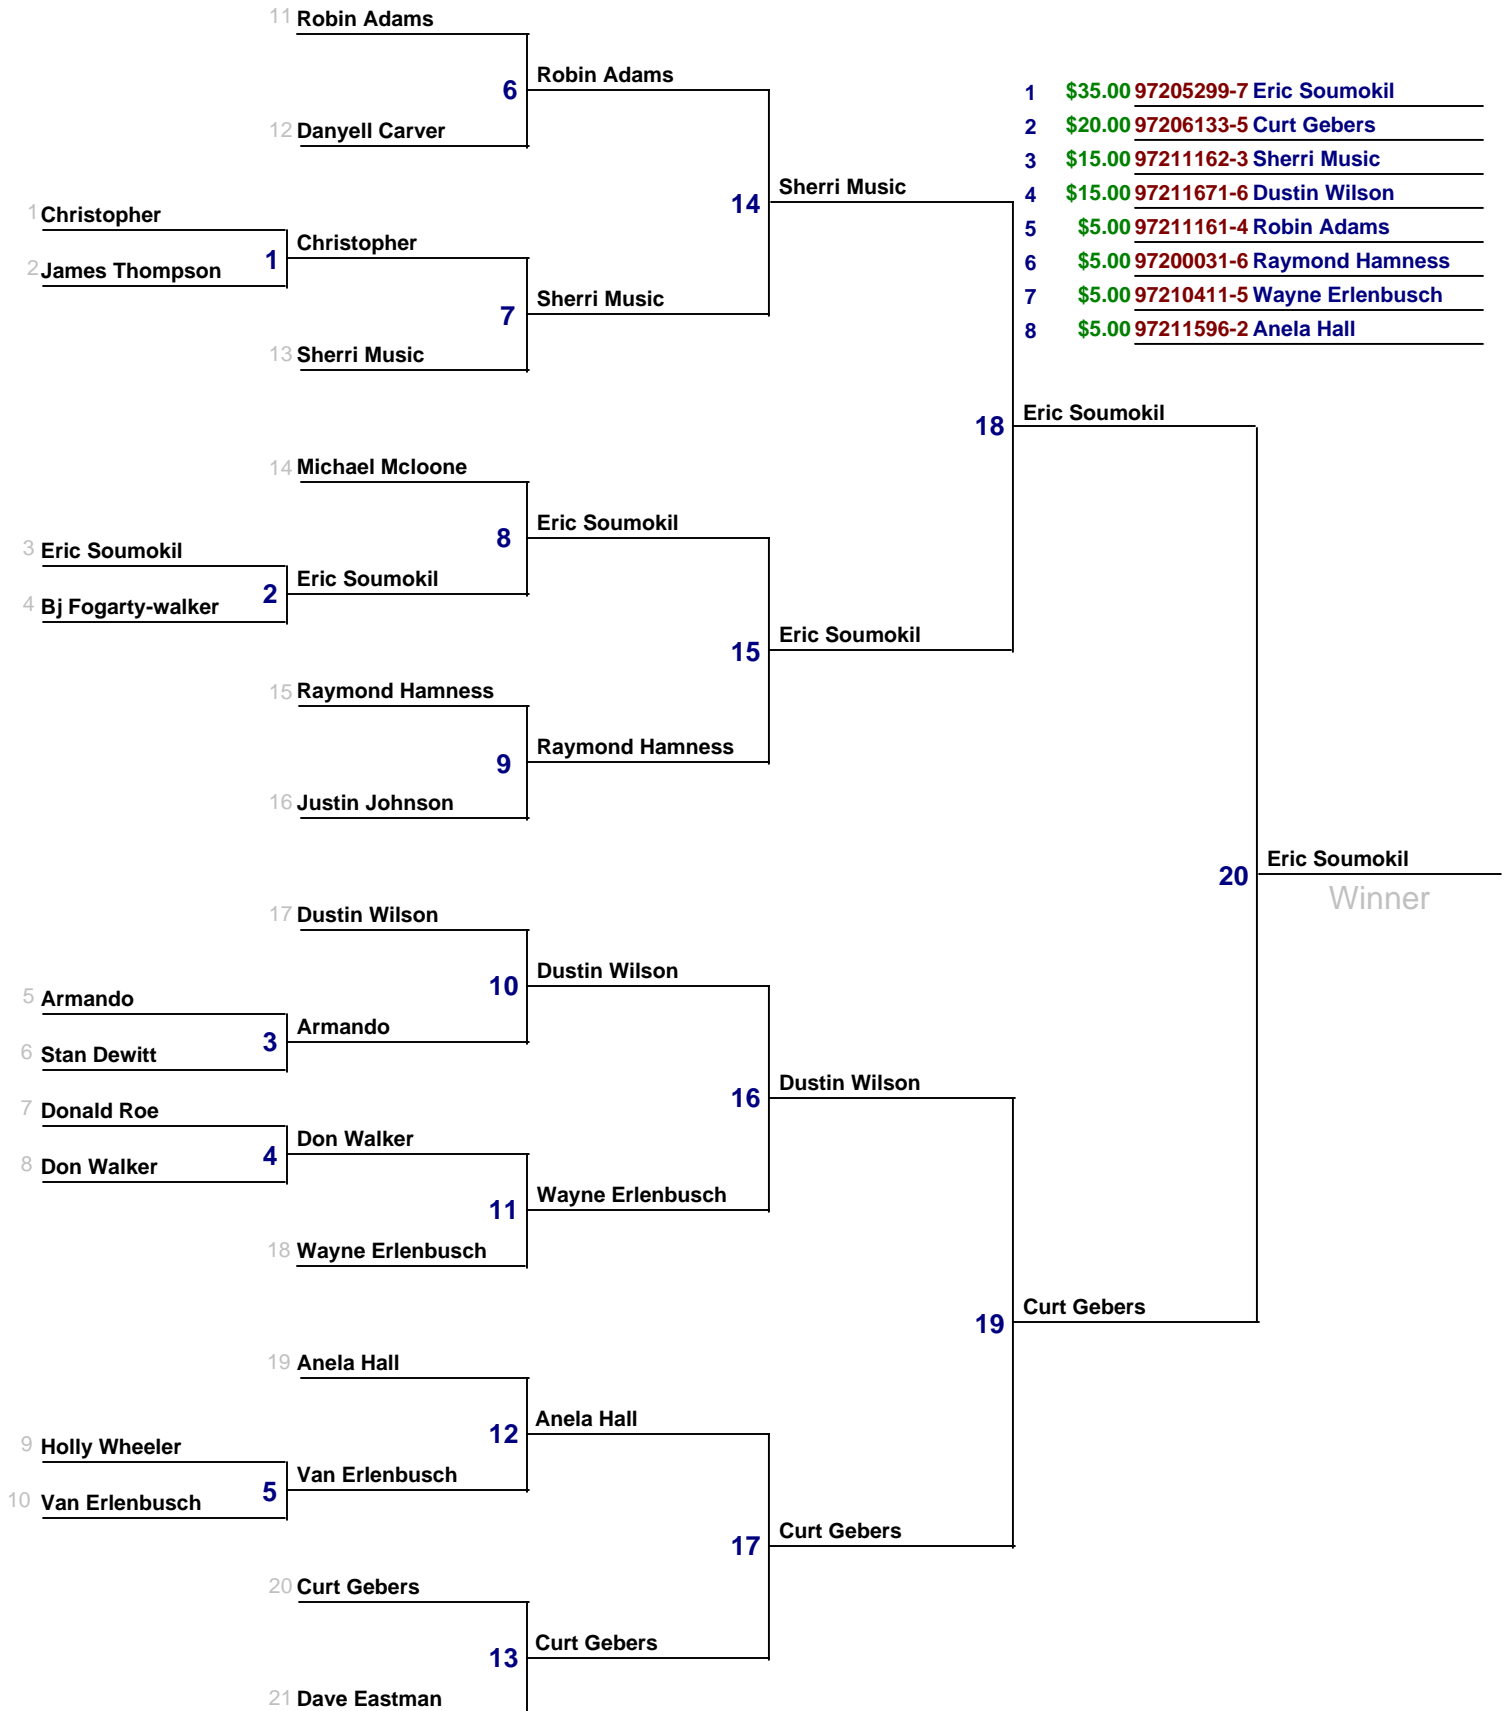 11 Robin Adams
Robin Adams
6
1 $35.00 97205299-7 Eric Soumokil
2 $20.00 97206133-5 Curt Gebers
12 Danyell Carver
3 $15.00 97211162-3 Sherri Music
Sherri Music
4 $15.00 97211671-6 Dustin Wilson
14
1 Christopher
5 $5.00 97211161-4 Robin Adams
Christopher
1
6 $5.00 97200031-6 Raymond Hamness
2 James Thompson
Sherri Music
7 $5.00 97210411-5 Wayne Erlenbusch
7
8 $5.00 97211596-2 Anela Hall
13 Sherri Music
Eric Soumokil
18
14 Michael Mcloone
Eric Soumokil
8
3 Eric Soumokil
Eric Soumokil
2
4 Bj Fogarty-walker
Eric Soumokil
15
15 Raymond Hamness
Raymond Hamness
9
16 Justin Johnson
Eric Soumokil
20
Winner
17 Dustin Wilson
Dustin Wilson
10
5 Armando
Armando
3
6 Stan Dewitt
Dustin Wilson
16
7 Donald Roe
Don Walker
4
8 Don Walker
Wayne Erlenbusch
11
18 Wayne Erlenbusch
Curt Gebers
19
19 Anela Hall
Anela Hall
12
9 Holly Wheeler
Van Erlenbusch
5
10 Van Erlenbusch
Curt Gebers
17
20 Curt Gebers
Curt Gebers
13
21 Dave Eastman